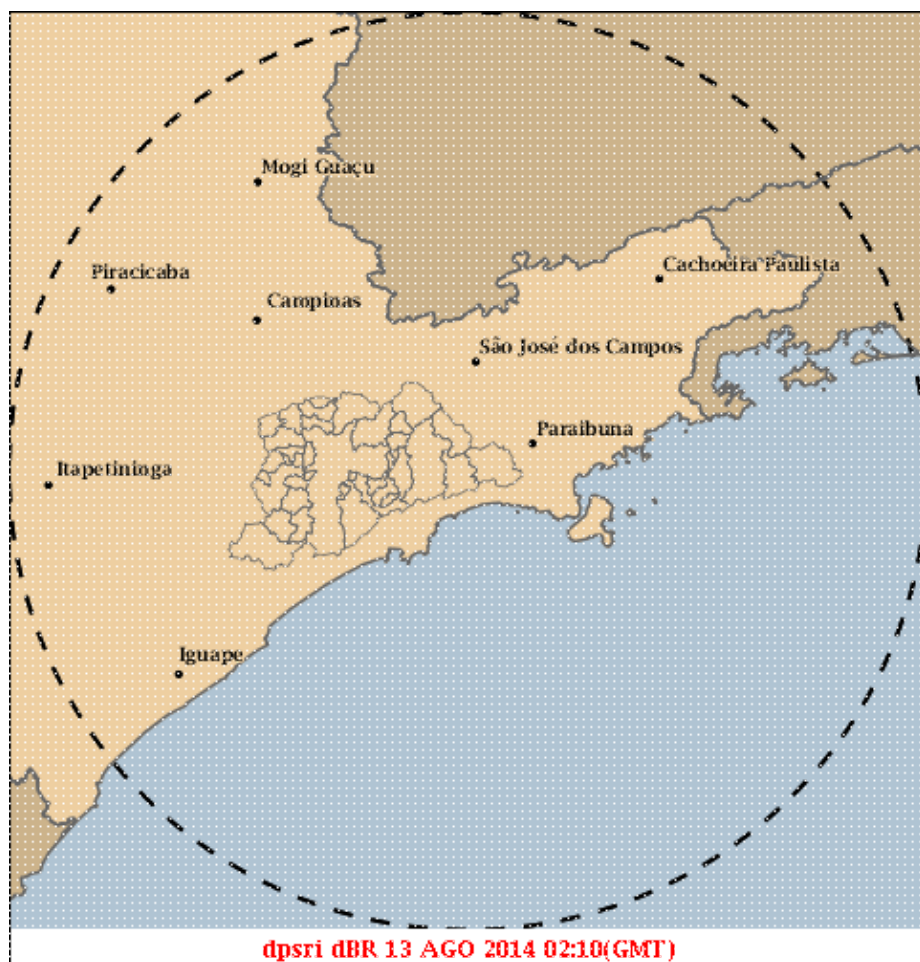 Mogi Guaçu
Cachoeira Paulista
Piracicaba
Campinas
São José dos Campos
Paraibuna
Itapetininga
Iguape
dpsri dBR 13 AGO 2014 02:10(GMT)